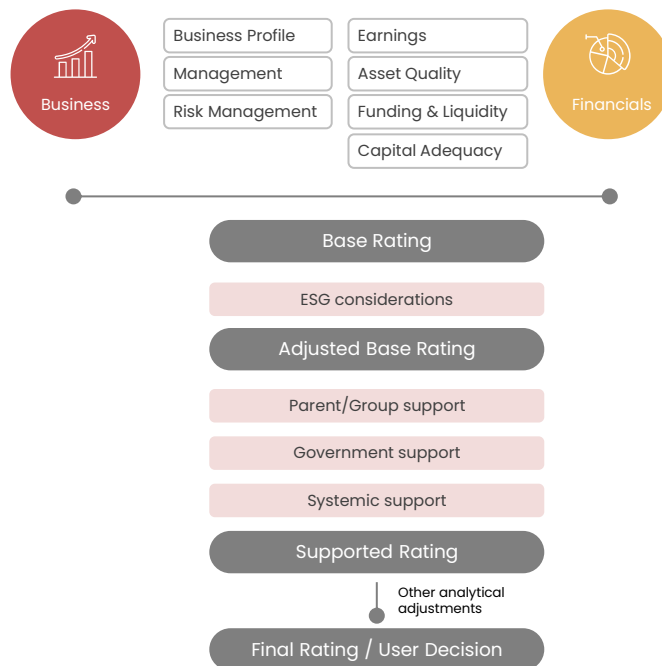 Business
Business Profile
Management
Risk Management
Earnings
Asset Quality
Funding & Liquidity
Capital Adequacy
Financials
Base Rating
ESG considerations
Adjusted Base Rating
Parent/Group support
Government support
Systemic support
Supported Rating
Other analytical
adjustments
Final Rating / User Decision